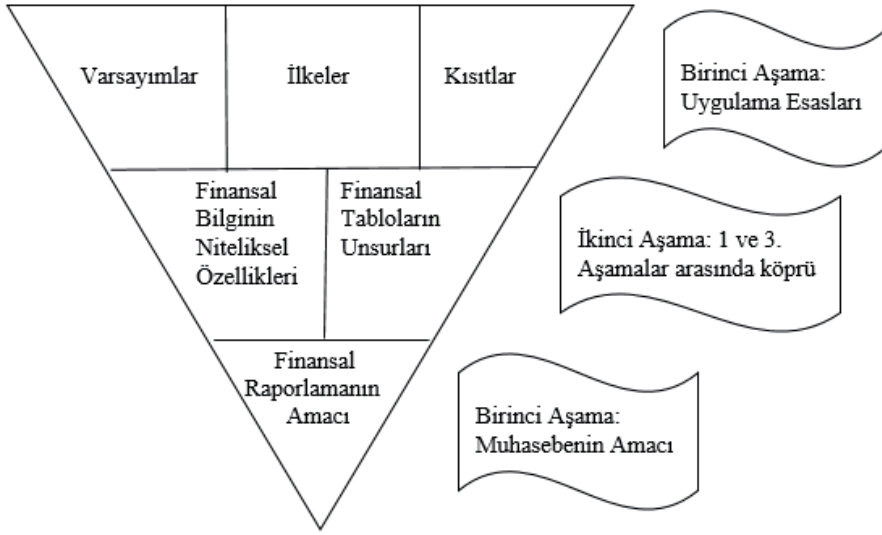 Varsayımlar
İlkeler
Kısıtlar
Birinci Aşama:
Uygulama Esasları
Finansal
Bilginin
Niteliksel
Özellikleri
Finansal
Tabloların
Unsurları
İkinci Aşama: 1 ve 3.
Aşamalar arasında köprü
Finansal
Raporlamanın
Amacı
Birinci Aşama:
Muhasebenin Amacı